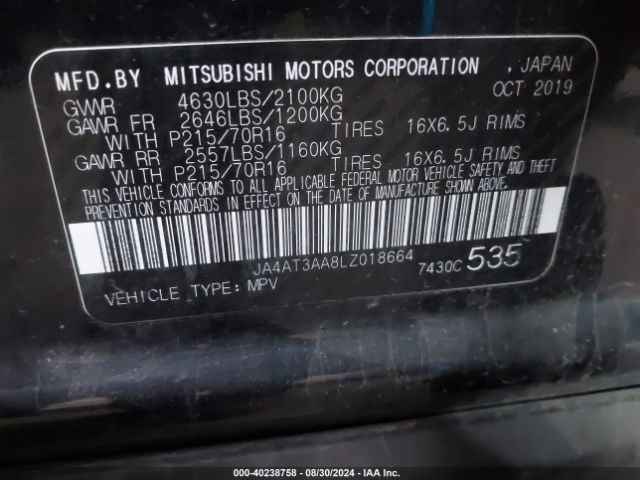 MFD.BY MITSUBISHI MOTORS CORPORATION , JAPAN
GVWR 4630LBS/2100KG OCT 2019
GAWR FR 2646LBS/1200KG
WITH P215/70R16 TIRES 16X6.5J RIMS
GAWR RR 2557LBS/1160KG
WITH P215/70R16 TIRES 16X6.5J RIMS
THIS VEHICLE CONFORMS TO ALL APPLICABLE FEDERAL MOTOR VEHICLE SAFETY AND THEFT
PREVENTION STANDARDS IN EFFECT ON THE DATE OF MANUFACTURE SHOWN ABOVE.
JA4AT3AA8LZ018664 7430C 535
VEHICLE TYPE: MPV
000-40238758 - 08/30/2024 - IAA Inc.